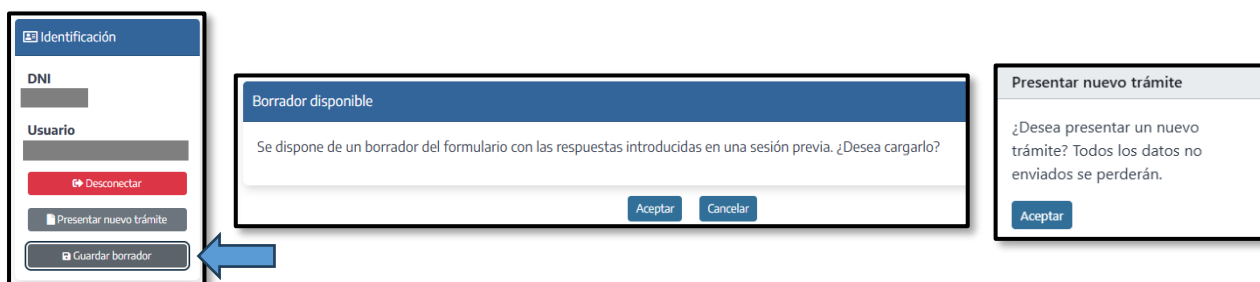 Identificación
DNI
Usuario
Desconectar
Presentar nuevo trámite
Guardar borrador
Borrador disponible
Se dispone de un borrador del formulario con las respuestas introducidas en una sesión previa. ¿Desea cargarlo?
Aceptar
Cancelar
Presentar nuevo trámite
¿Desea presentar un nuevo
trámite? Todos los datos no
enviados se perderán.
Aceptar